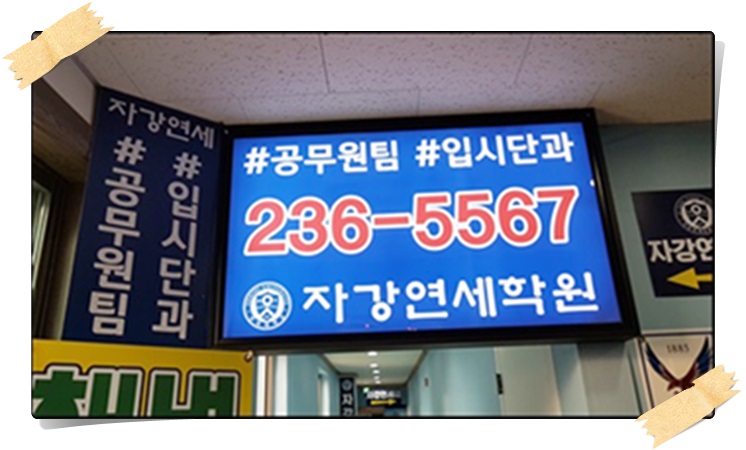 자강연세
#공무원팀
#입시단과
#공무원팀 #입시단과
236-5567
자강연세학원
자강연
1885